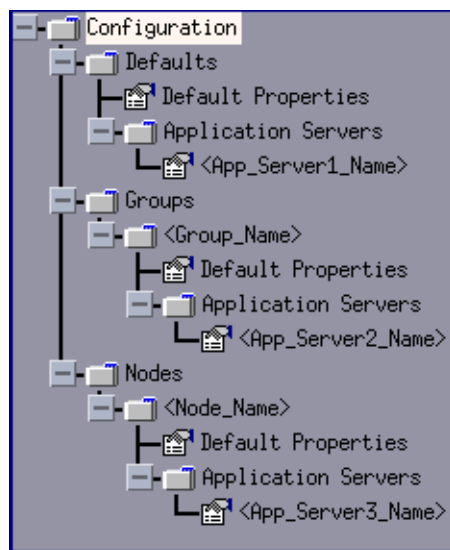 Configuration
Defaults
Default Properties
Application Servers
<App_Server1_Name>
Groups
<Group_Name>
Default Properties
Application Servers
<App_Server2_Name>
Nodes
<Node_Name>
Default Properties
Application Servers
<App_Server3_Name>